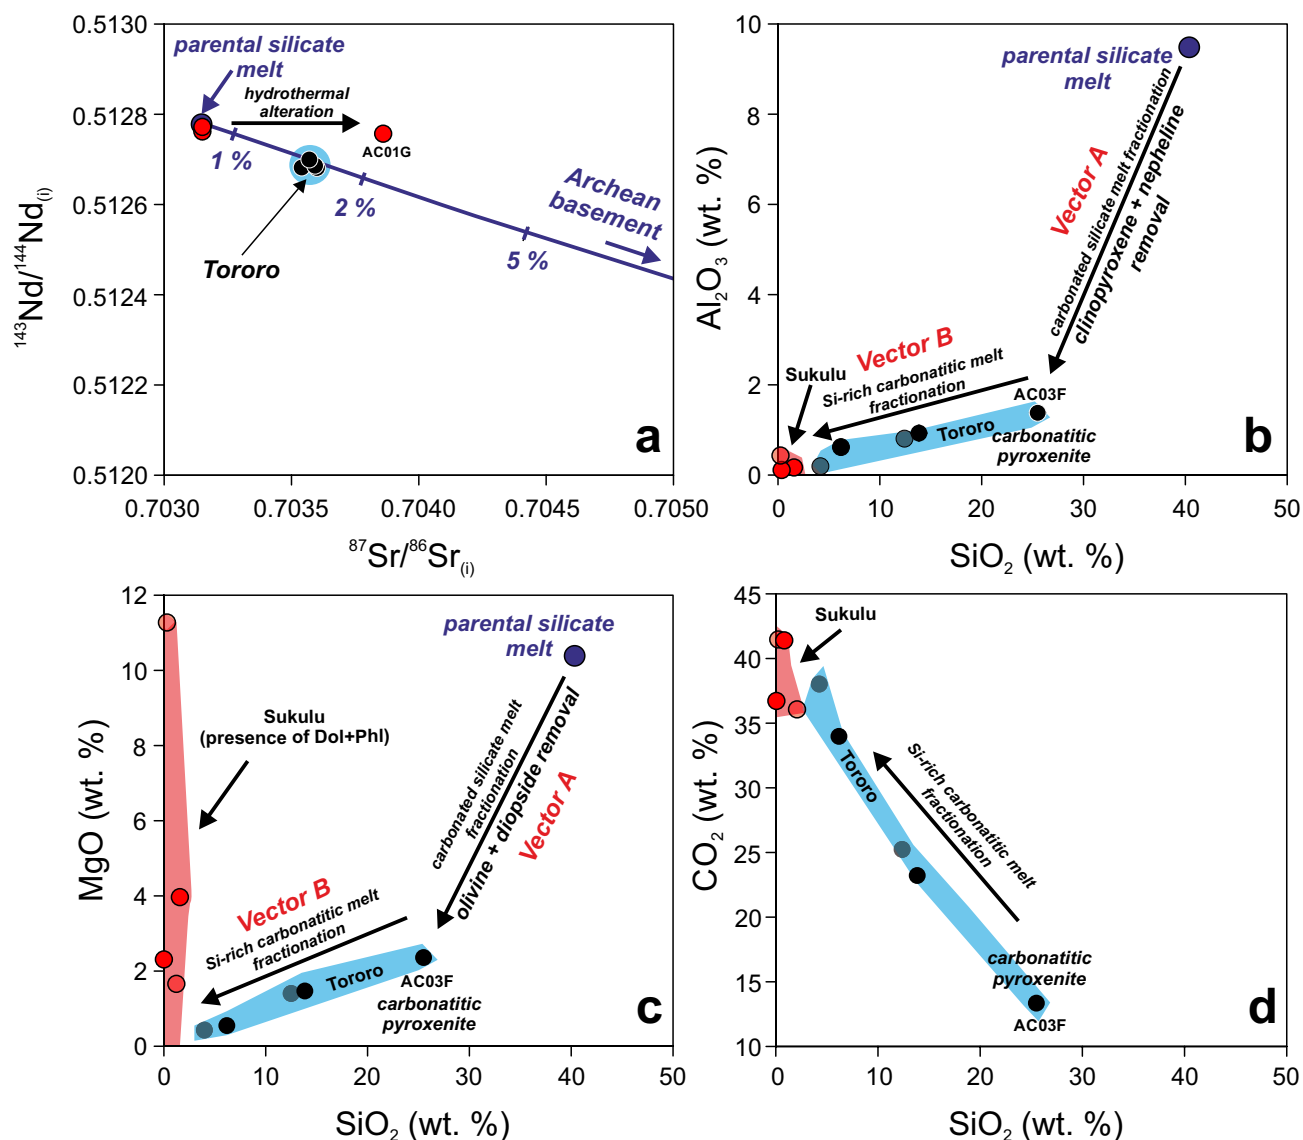 0.5130
0.5128
0.5126
0.5124
0.5122
0.5120
143Nd/144Nd(i)
parental silicate
melt
hydrothermal
alteration
AC01G
1 %
2 %
5 %
Archean
basement
Tororo
a
0.7030
0.7035
0.7040
0.7045
0.7050
87Sr/86Sr(i)
10
8
6
4
2
0
Al2O3 (wt. %)
parental silicate
melt
Vector A
carbonated silicate melt fractionation
clinopyroxene + nepheline
removal
Vector B
Si-rich carbonatitic melt
fractionation
Sukulu
AC03F
Tororo
carbonatitic
pyroxenite
b
0
10
20
30
40
50
SiO2 (wt. %)
12
10
8
6
4
2
0
MgO (wt. %)
parental silicate
melt
Sukulu
(presence of Dol+Phl)
carbonated silicate melt
fractionation
olivine + diopside removal
Vector A
Vector B
Si-rich carbonatitic melt
fractionation
Tororo
AC03F
carbonatitic
pyroxenite
c
0
10
20
30
40
50
SiO2 (wt. %)
45
40
35
30
25
20
15
10
CO2 (wt. %)
Sukulu
Tororo
Si-rich carbonatitic melt
fractionation
carbonatitic
pyroxenite
AC03F
d
0
10
20
30
40
50
SiO2 (wt. %)